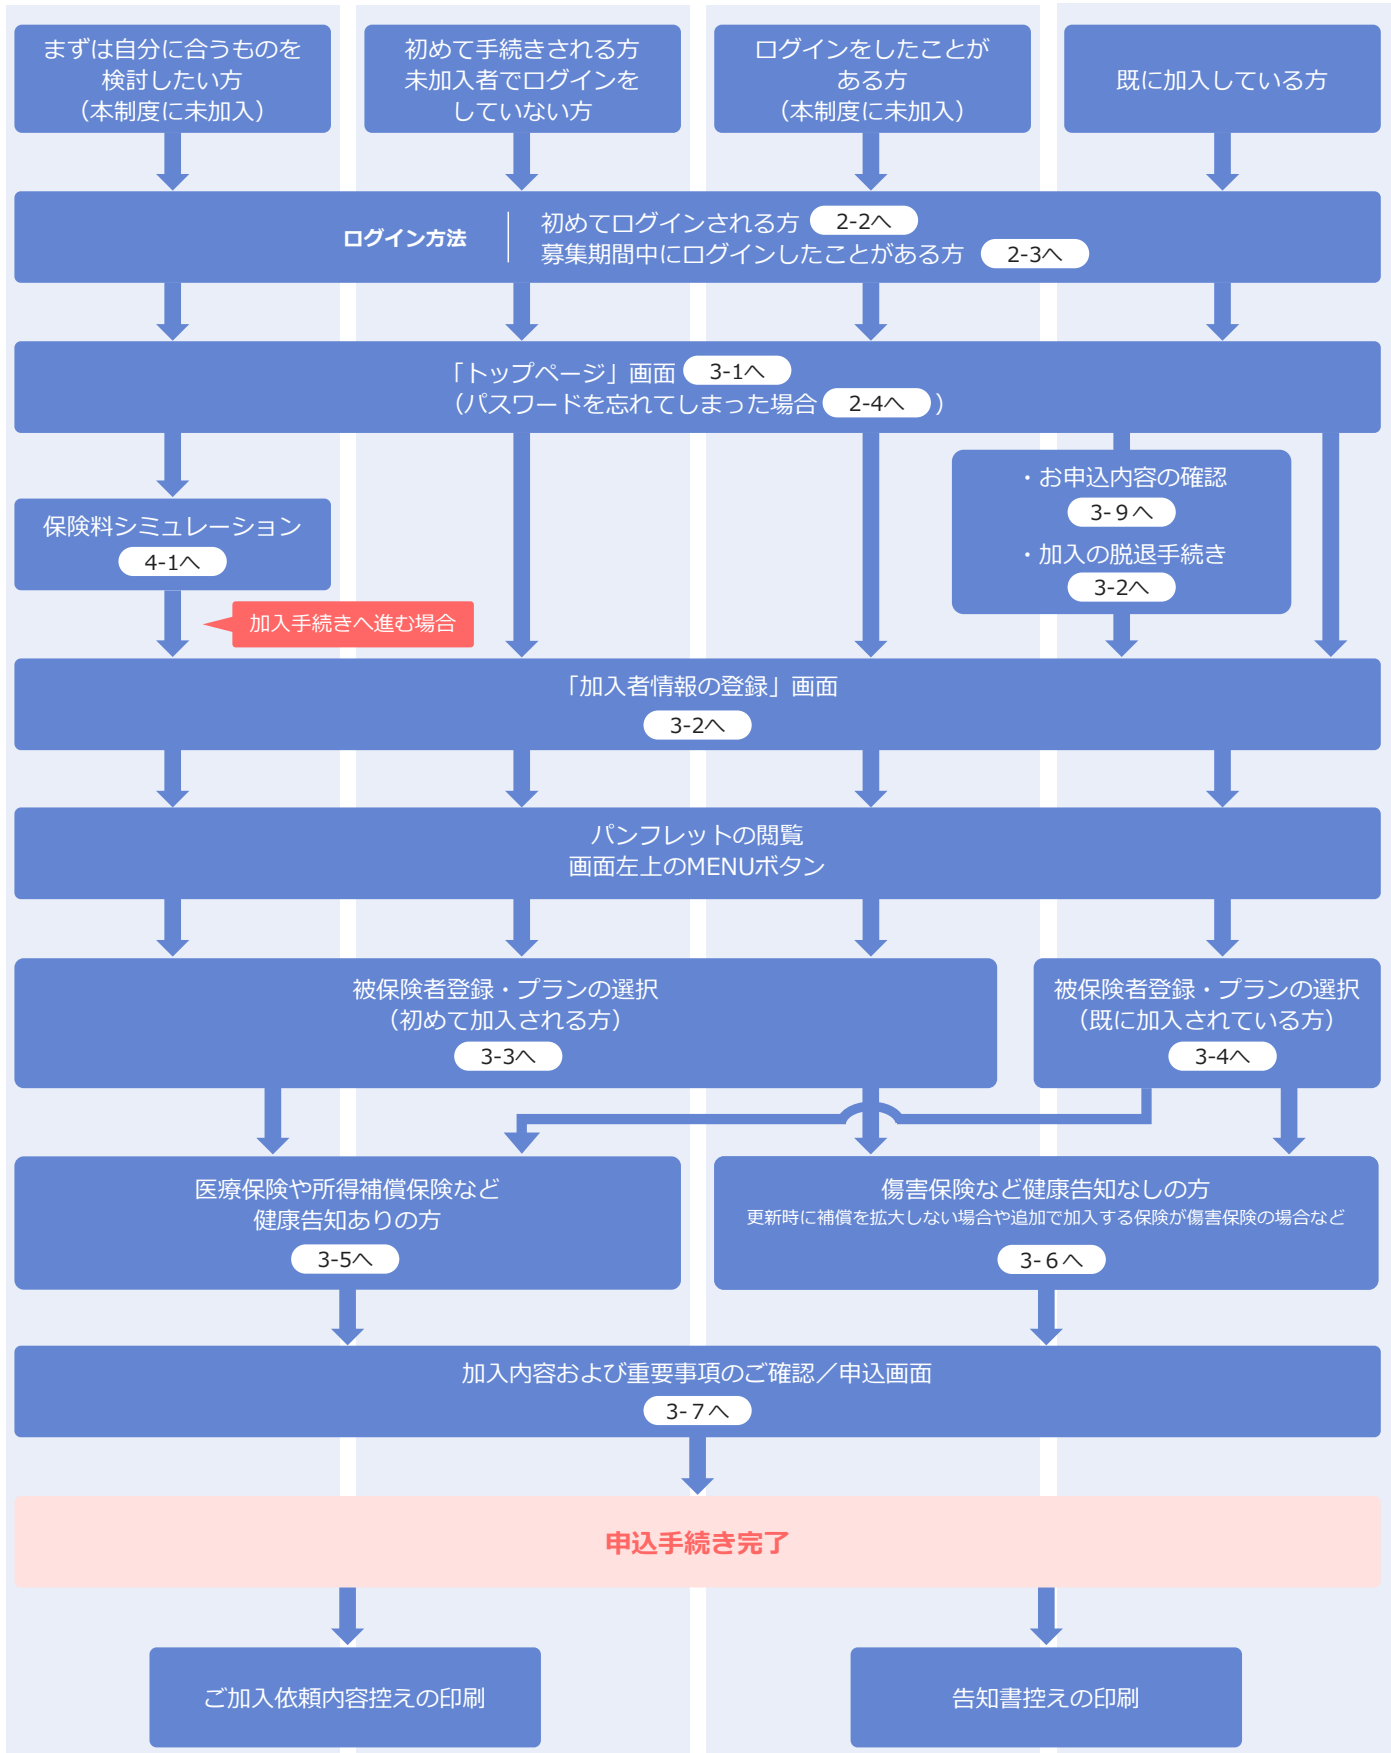 まずは自分に合うものを
検討したい方
（本制度に未加入）
初めて手続きされる方
未加入者でログインを
していない方
ログインをしたことが
ある方
（本制度に未加入）
既に加入している方
ログイン方法
初めてログインされる方 2-2へ
募集期間中にログインしたことがある方 2-3へ
「トップページ」画面 3-1へ
（パスワードを忘れてしまった場合 2-4へ ）
保険料シミュレーション
4-1へ
加入手続きへ進む場合
・お申込内容の確認
3-９へ
・加入の脱退手続き
3-2へ
「加入者情報の登録」画面
3-2へ
パンフレットの閲覧
画面左上のMENUボタン
被保険者登録・プランの選択
（初めて加入される方）
3-3へ
被保険者登録・プランの選択
（既に加入されている方）
3-4へ
医療保険や所得補償保険など
健康告知ありの方
3-5へ
傷害保険など健康告知なしの方
更新時に補償を拡大しない場合や追加で加入する保険が傷害保険の場合など
3-６へ
加入内容および重要事項のご確認／申込画面
3-７へ
申込手続き完了
ご加入依頼内容控えの印刷
告知書控えの印刷